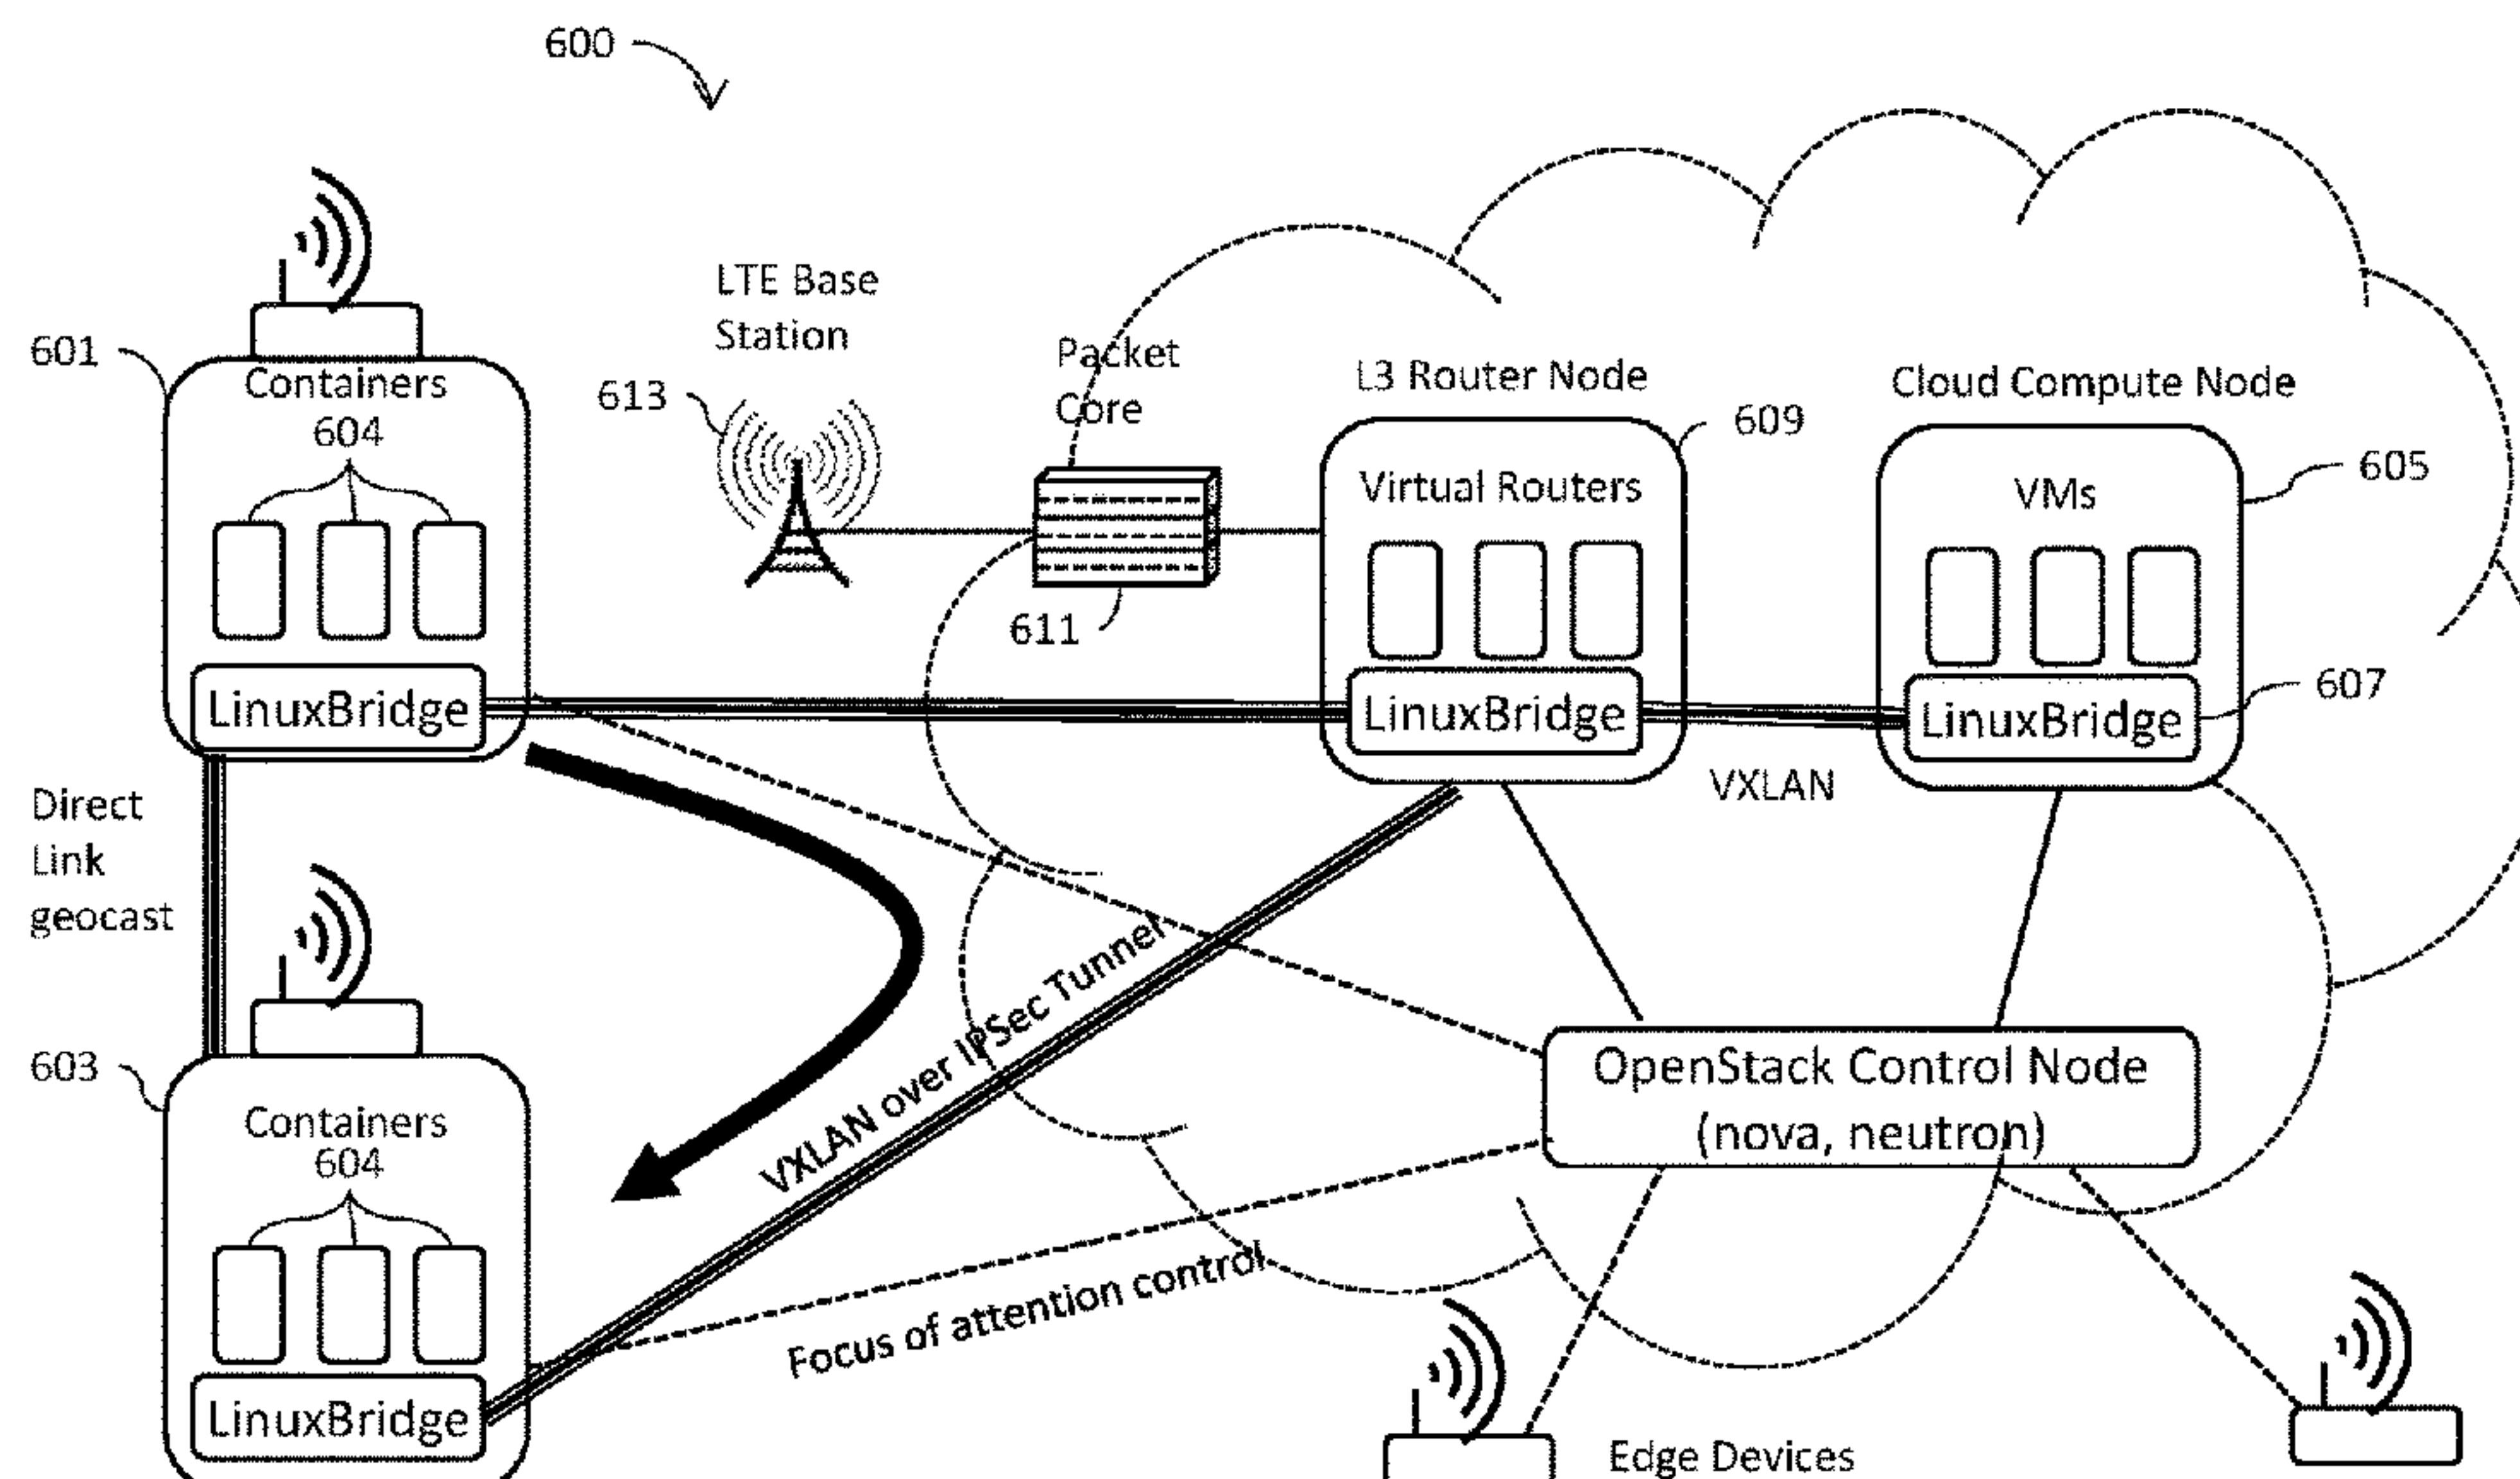 600
LTE Base
Station
601
Containers
604
613
Packet
Core
L3 Router Node
609
Cloud Compute Node
605
Virtual Routers
VMs
611
LinuxBridge
LinuxBridge
LinuxBridge
607
VXLAN
Direct
Link
geocast
VXLAN over IPSec Tunnel
603
Containers
604
OpenStack Control Node
(nova, neutron)
Focus of attention control
LinuxBridge
Edge Devices